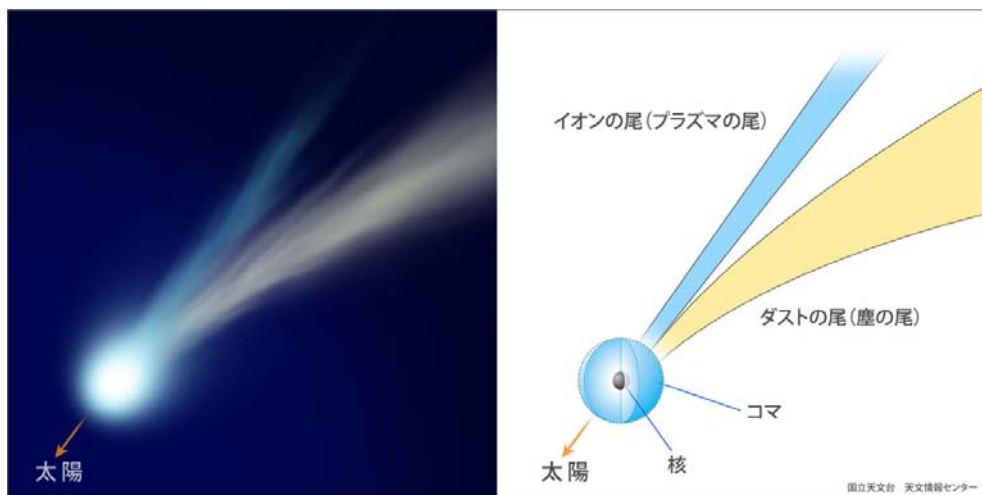 太陽
イオンの尾(プラズマの尾)
ダストの尾(塵の尾)
コマ
核
太陽
国立天文台 天文情報センター